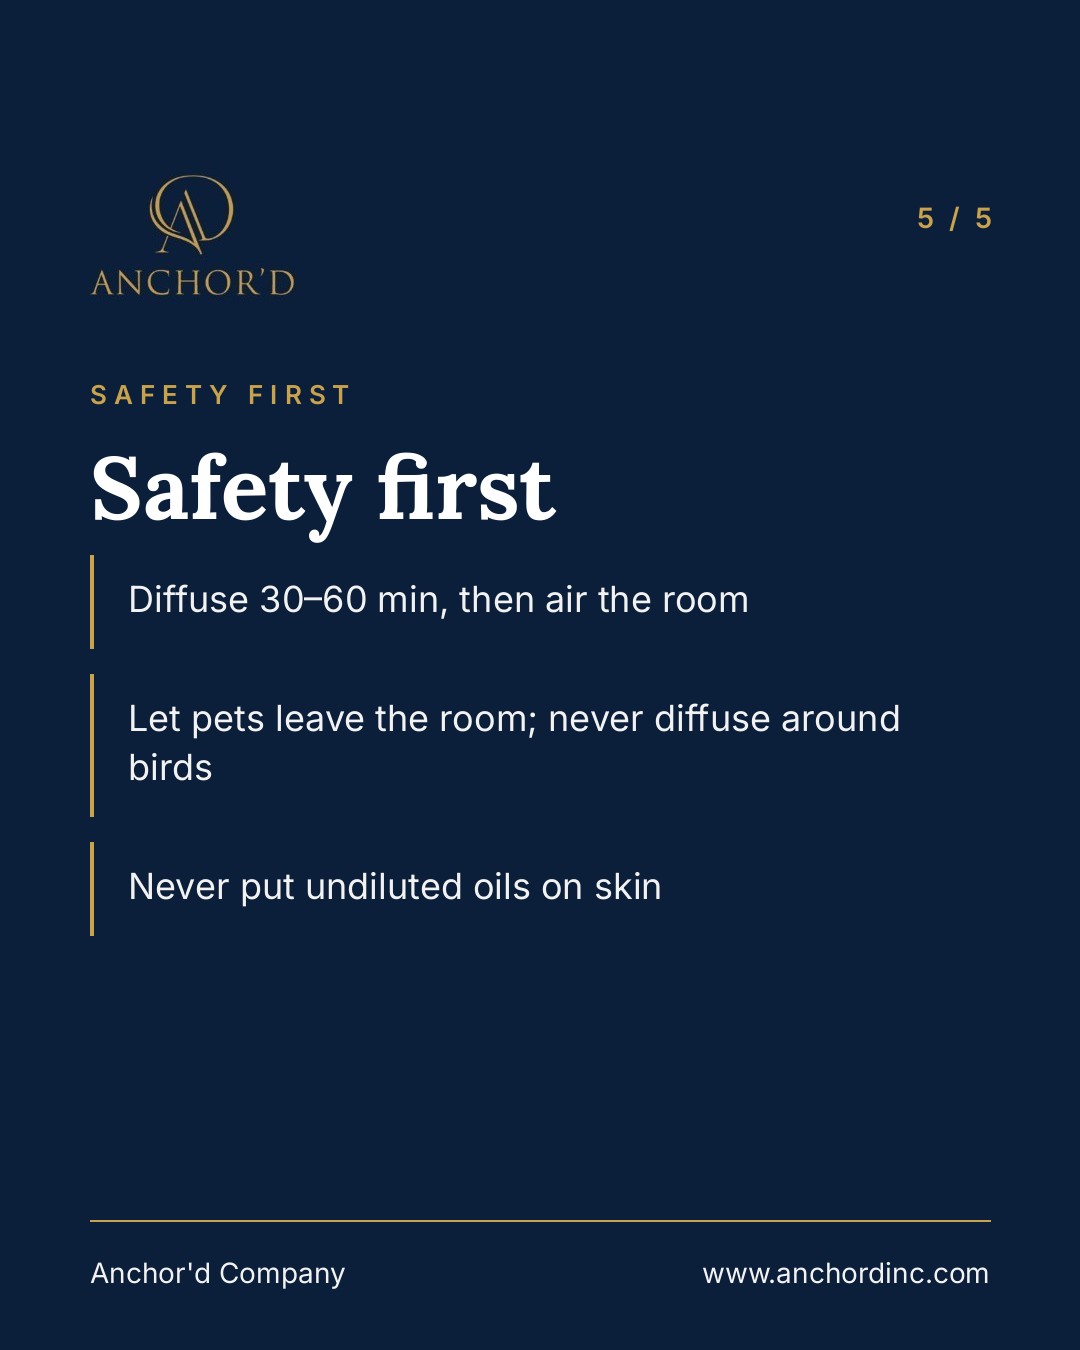 ANCHOR’D
5 / 5
SAFETY FIRST
Safety first
Diffuse 30–60 min, then air the room
Let pets leave the room; never diffuse around
birds
Never put undiluted oils on skin
Anchor'd Company
www.anchordinc.com